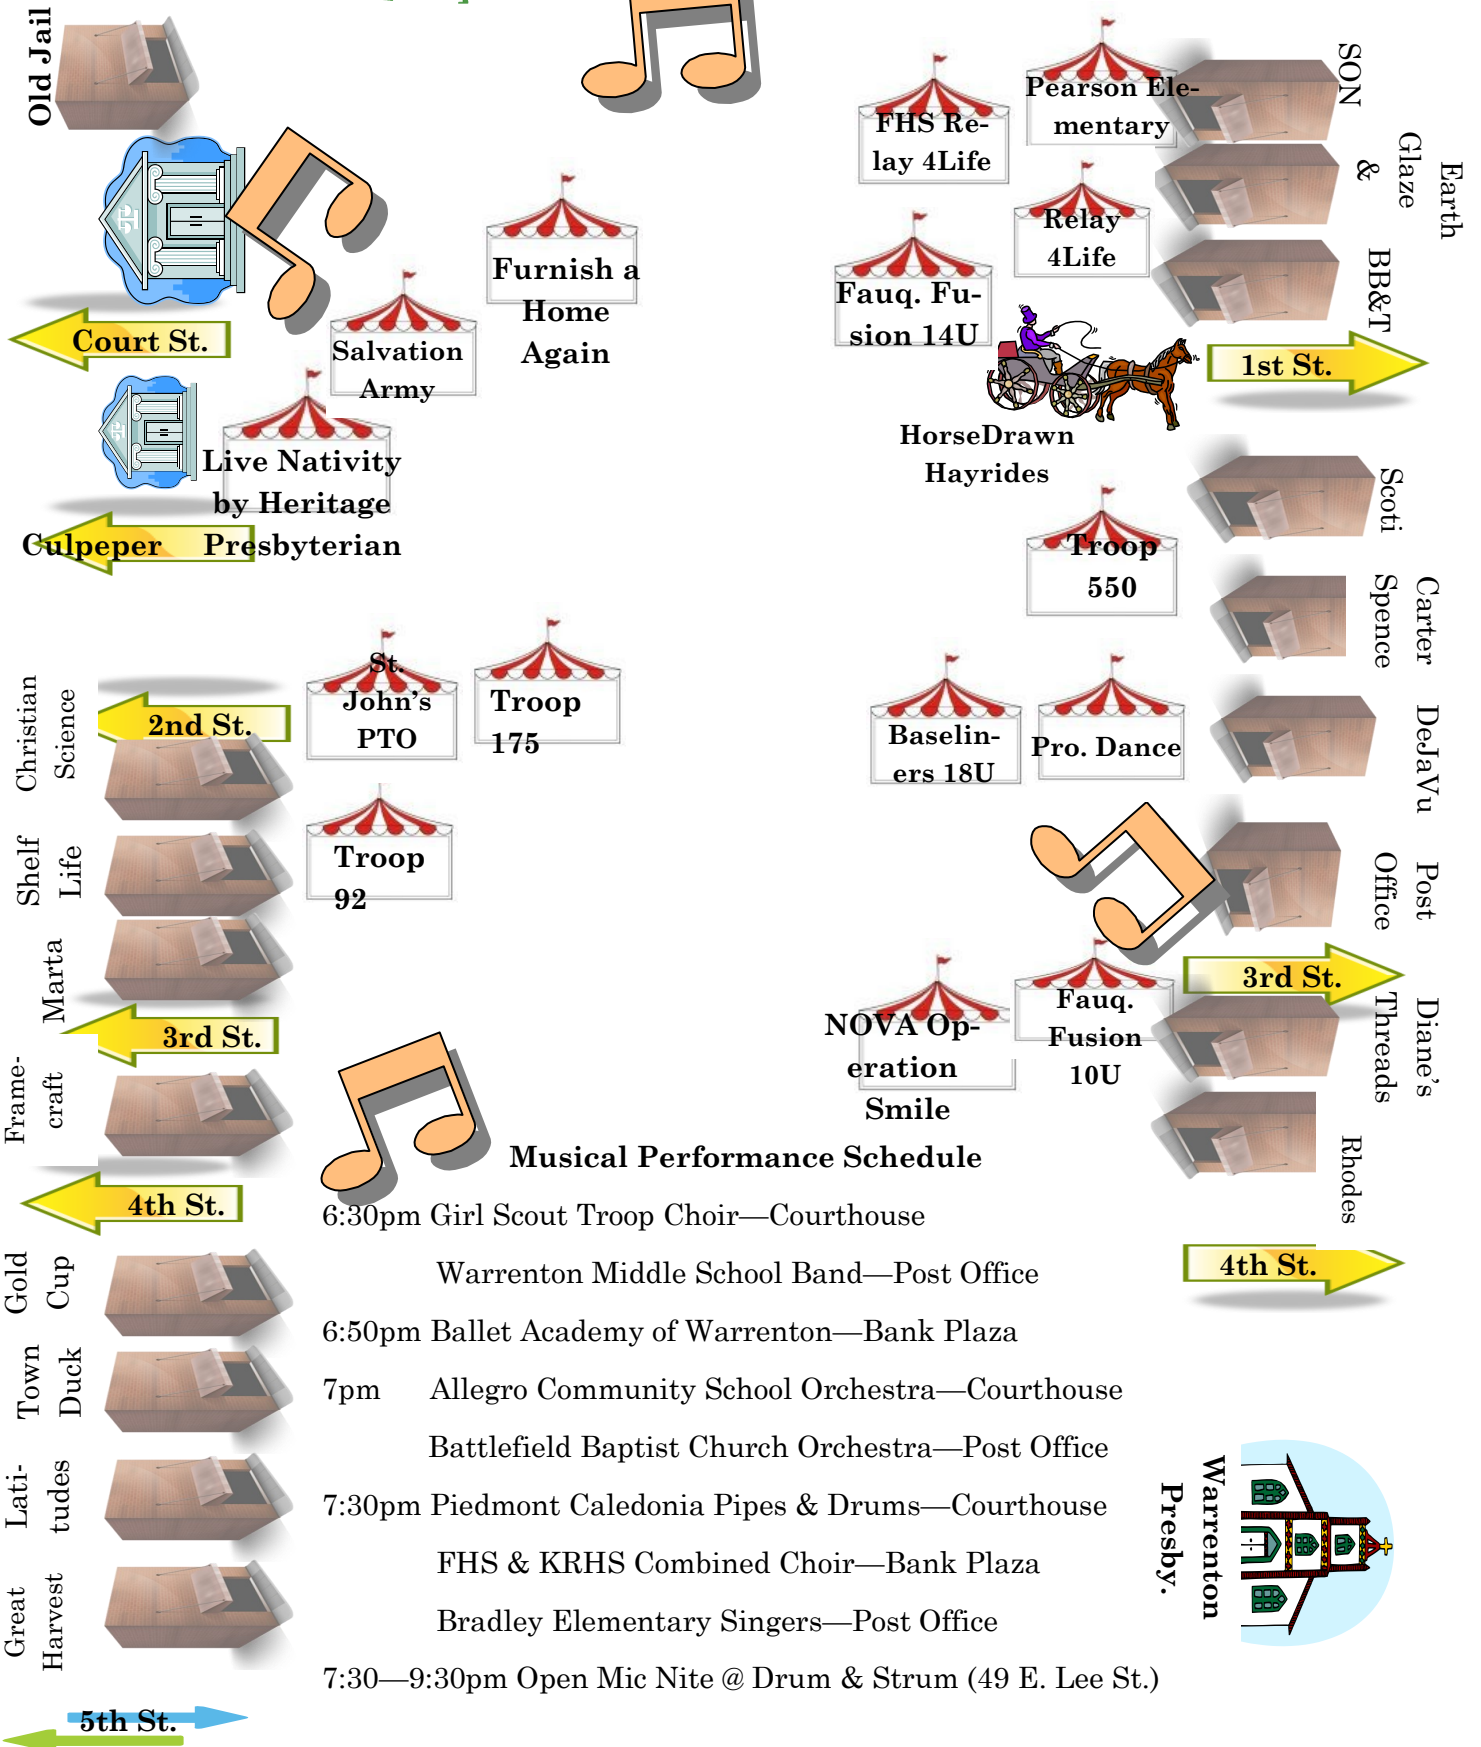 Old Jail
Court St.
Culpeper
Furnish a
Home
Again
Salvation
Army
Live Nativity
by Heritage
Presbyterian
Pearson Ele-
mentary
FHS Re-
lay 4Life
Relay
4Life
Fauq. Fu-
sion 14U
HorseDrawn
Hayrides
SON
Earth
Glaze
&
BB&T
1st St.
Scoti
Carter
Spence
DeJaVu
Post
Office
Troop
550
Baselin-
ers 18U
Pro. Dance
3rd St.
Diane's
Threads
Rhodes
4th St.
NOVA Op-
eration
Smile
Fauq.
Fusion
10U
2nd St.
St.
John's
PTO
Troop
175
Troop
92
Christian
Science
Shelf
Life
Marta
3rd St.
Frame-
craft
4th St.
Gold
Cup
Town
Duck
Lati-
tudes
Great
Harvest
5th St.
Musical Performance Schedule
6:30pm Girl Scout Troop Choir—Courthouse
Warrenton Middle School Band—Post Office
6:50pm Ballet Academy of Warrenton—Bank Plaza
7pm Allegro Community School Orchestra—Courthouse
Battlefield Baptist Church Orchestra—Post Office
7:30pm Piedmont Caledonia Pipes & Drums—Courthouse
FHS & KRHS Combined Choir—Bank Plaza
Bradley Elementary Singers—Post Office
7:30—9:30pm Open Mic Nite @ Drum & Strum (49 E. Lee St.)
Warrenton
Presby.